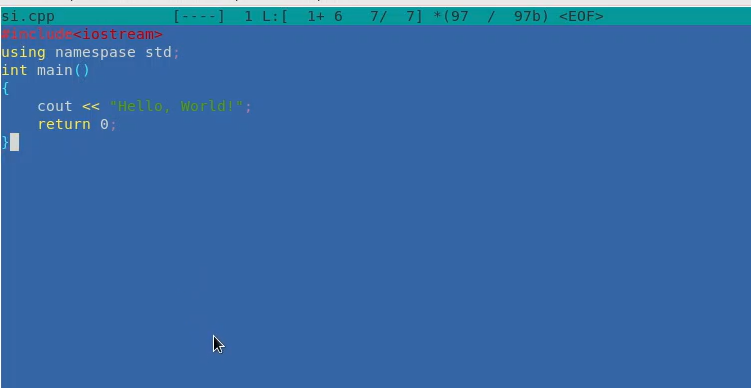 si.cpp [----] 1 L:[ 1+ 6 7/ 7] *(97 / 97b) <EOF>
#include<iostream>
using namespase std;
int main()
{
    cout << "Hello, World!";
    return 0;
}